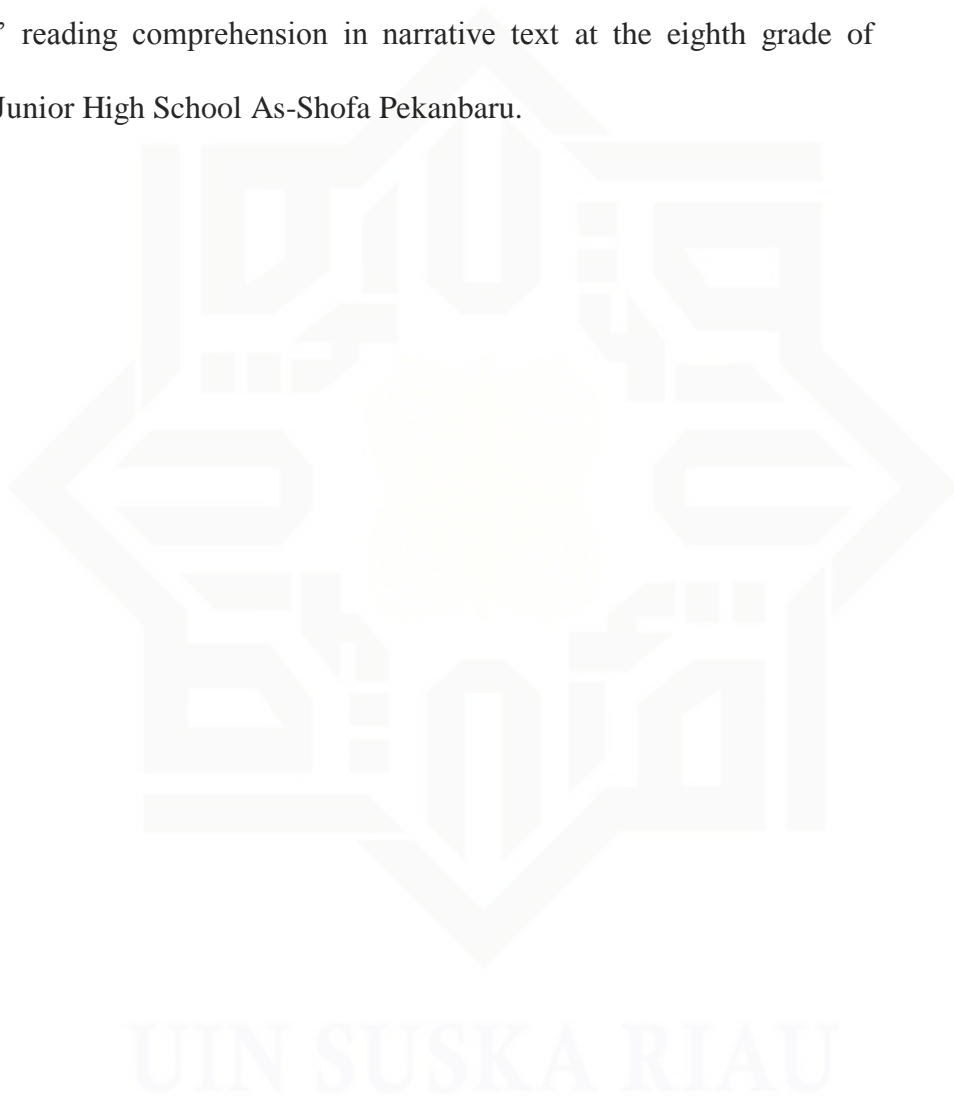 ’ reading comprehension in narrative text at the eighth grade of
Junior High School As-Shofa Pekanbaru.
UIN SUSKA RIAU